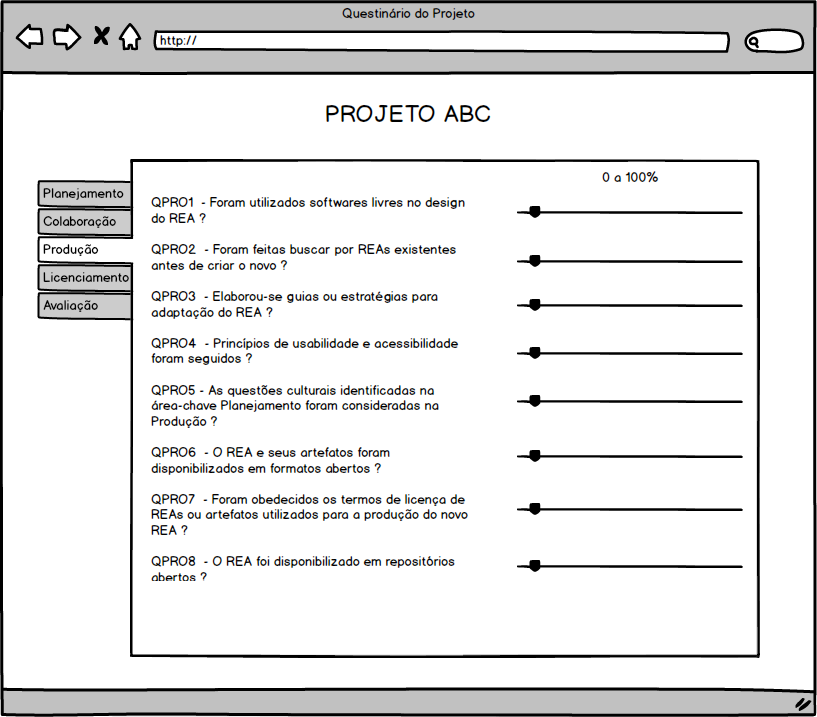 Questinário do Projeto
http://
PROJETO ABC
Planejamento
Colaboração
Produção
Licenciamento
Avaliação
0 a 100%
QPRO1 - Foram utilizados softwares livres no design
do REA ?
QPRO2 - Foram feitas buscar por REAs existentes
antes de criar o novo ?
QPRO3 - Elaborou-se guias ou estratégias para
adaptação do REA ?
QPRO4 - Princípios de usabilidade e acessibilidade
foram seguidos ?
QPRO5 - As questões culturais identificadas na
área-chave Planejamento foram consideradas na
Produção ?
QPRO6 - O REA e seus artefatos foram
disponibilizados em formatos abertos ?
QPRO7 - Foram obedecidos os termos de licença de
REAs ou artefatos utilizados para a produção do novo
REA ?
QPRO8 - O REA foi disponibilizado em repositórios
abertos ?